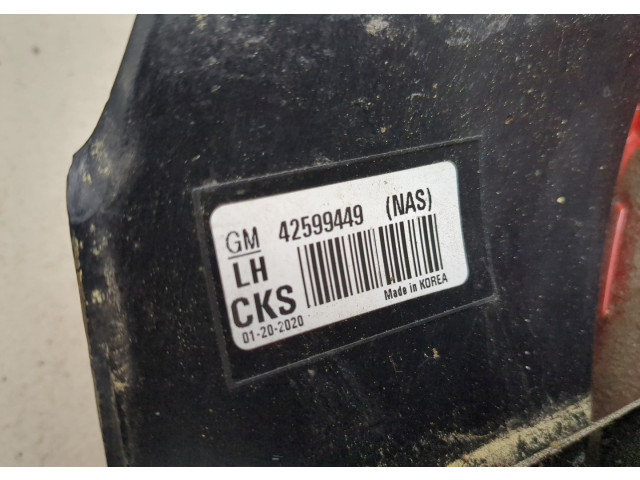 GM 42599449 (NAS)
LH
CKS
Made in KOREA
01-20-2020